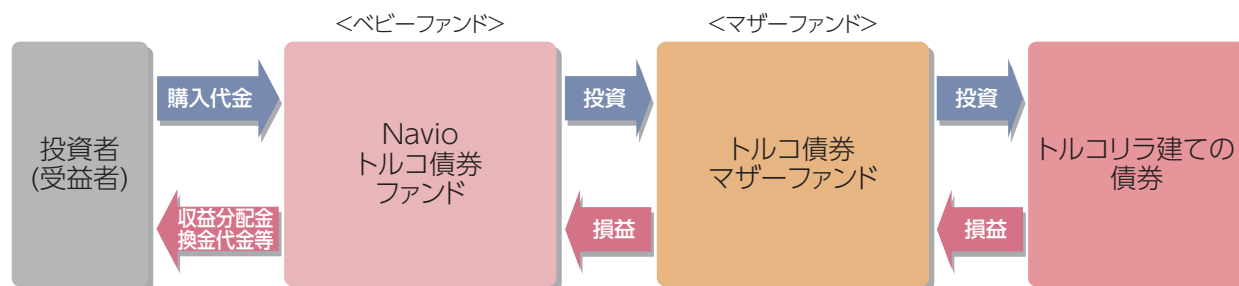 <ベビーファンド>
<マザーファンド>
投資者
(受益者)
購入代金
収益分配金
換金代金等
Navio
トルコ債券
ファンド
投資
損益
トルコ債券
マザーファンド
投資
損益
トルコリラ建ての
債券